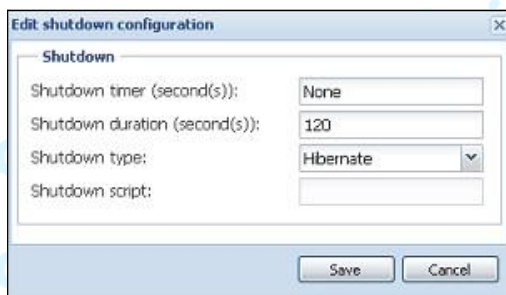 Edit shutdown configuration
Shutdown
Shutdown timer (second(s)): None
Shutdown duration (second(s)): 120
Shutdown type: Hibernate
Shutdown script:
Save Cancel